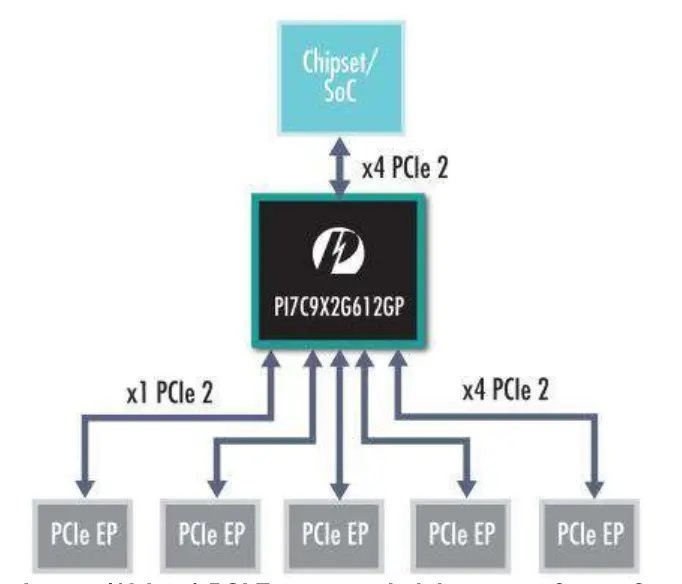 Chipset/
SoC
x4 PCIe 2
PI7C9X2G612GP
x1 PCIe 2
x4 PCIe 2
PCIe EP
PCIe EP
PCIe EP
PCIe EP
PCIe EP